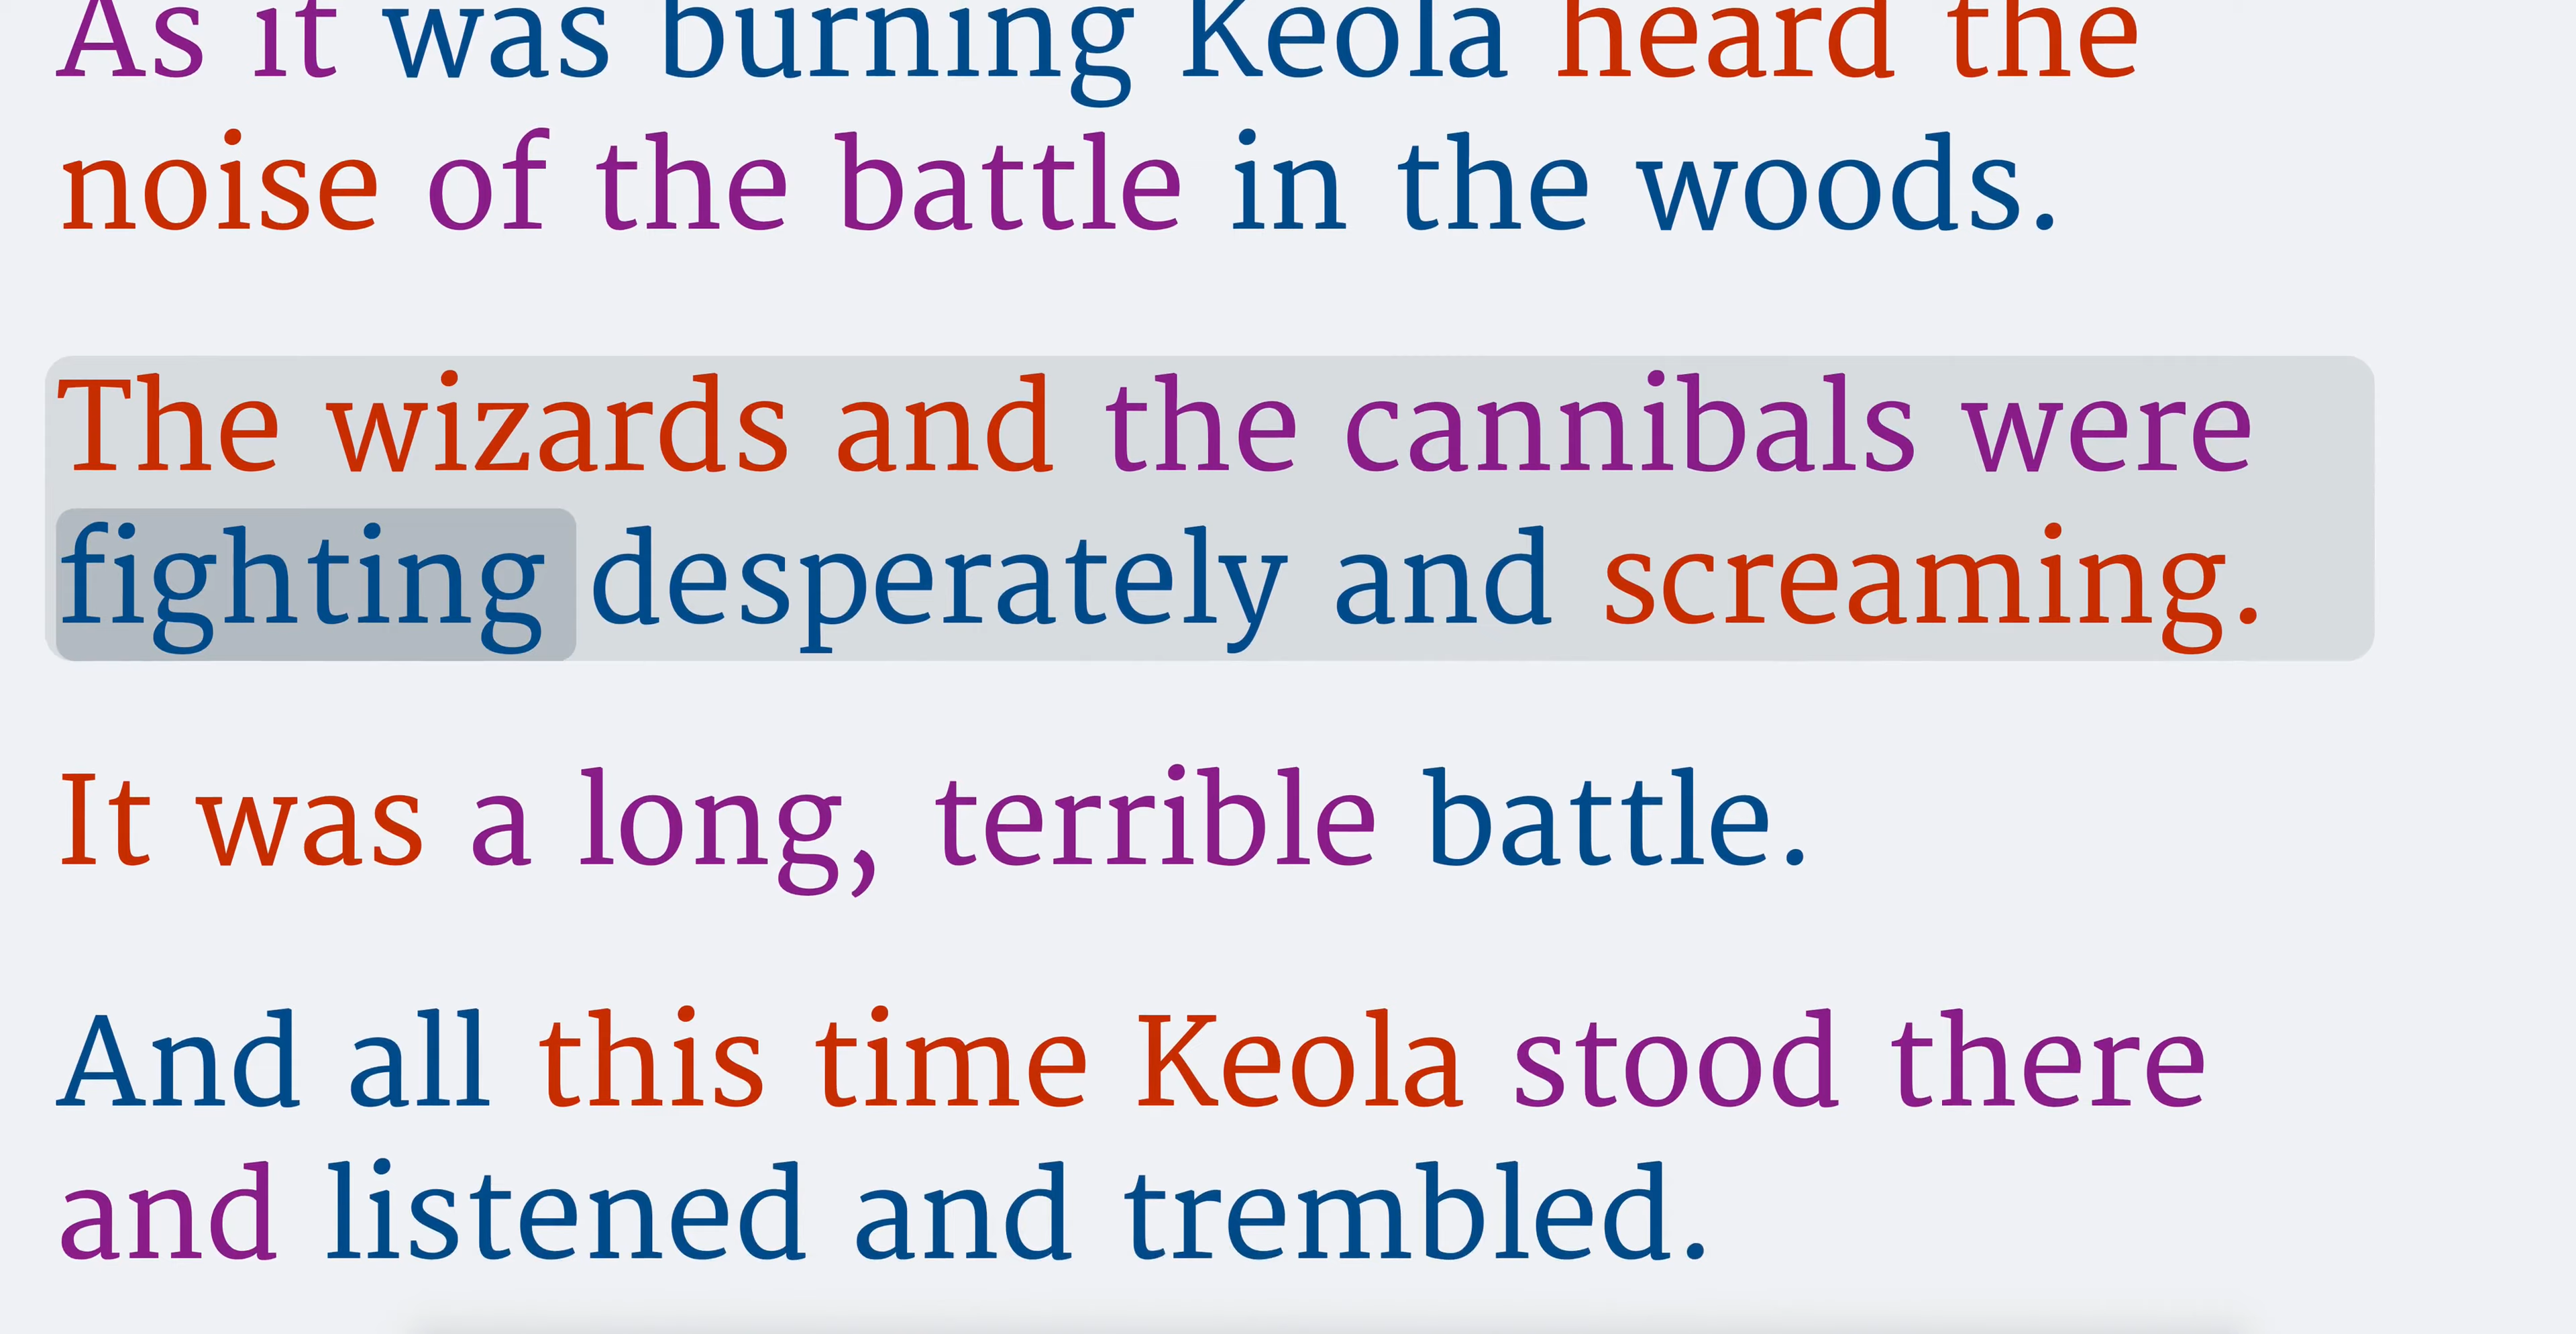 As it was burning Keola heard the
noise of the battle in the woods.
The wizards and the cannibals were
fighting desperately and screaming.
It was a long, terrible battle.
And all this time Keola stood there
and listened and trembled.